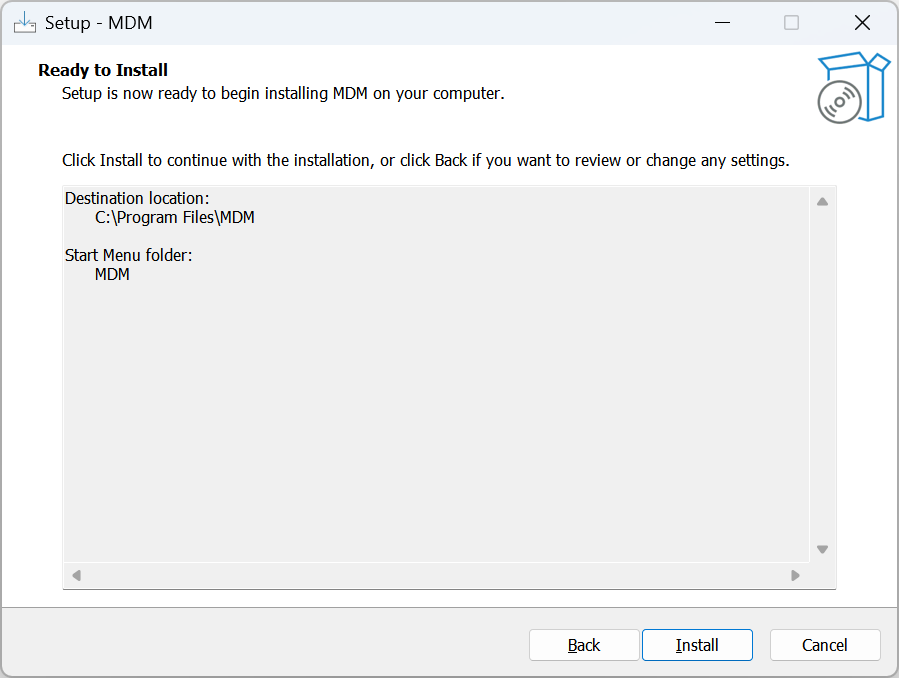 Setup - MDM
Ready to Install
Setup is now ready to begin installing MDM on your computer.
Click Install to continue with the installation, or click Back if you want to review or change any settings.
Destination location:
C:\Program Files\MDM
Start Menu folder:
MDM
Back
Install
Cancel